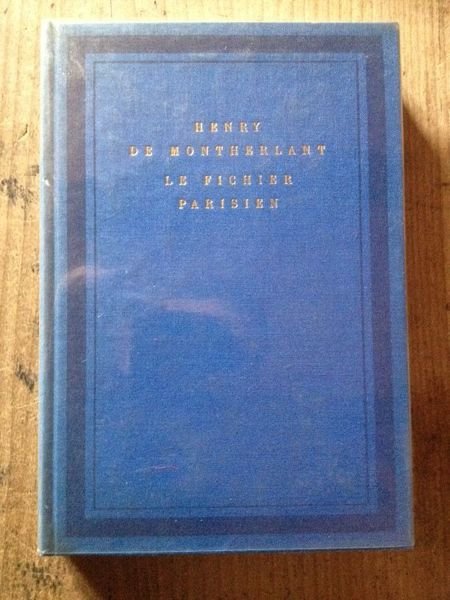 HENRY
DE MONTHERLANT
LE FICHIER
PARISIEN